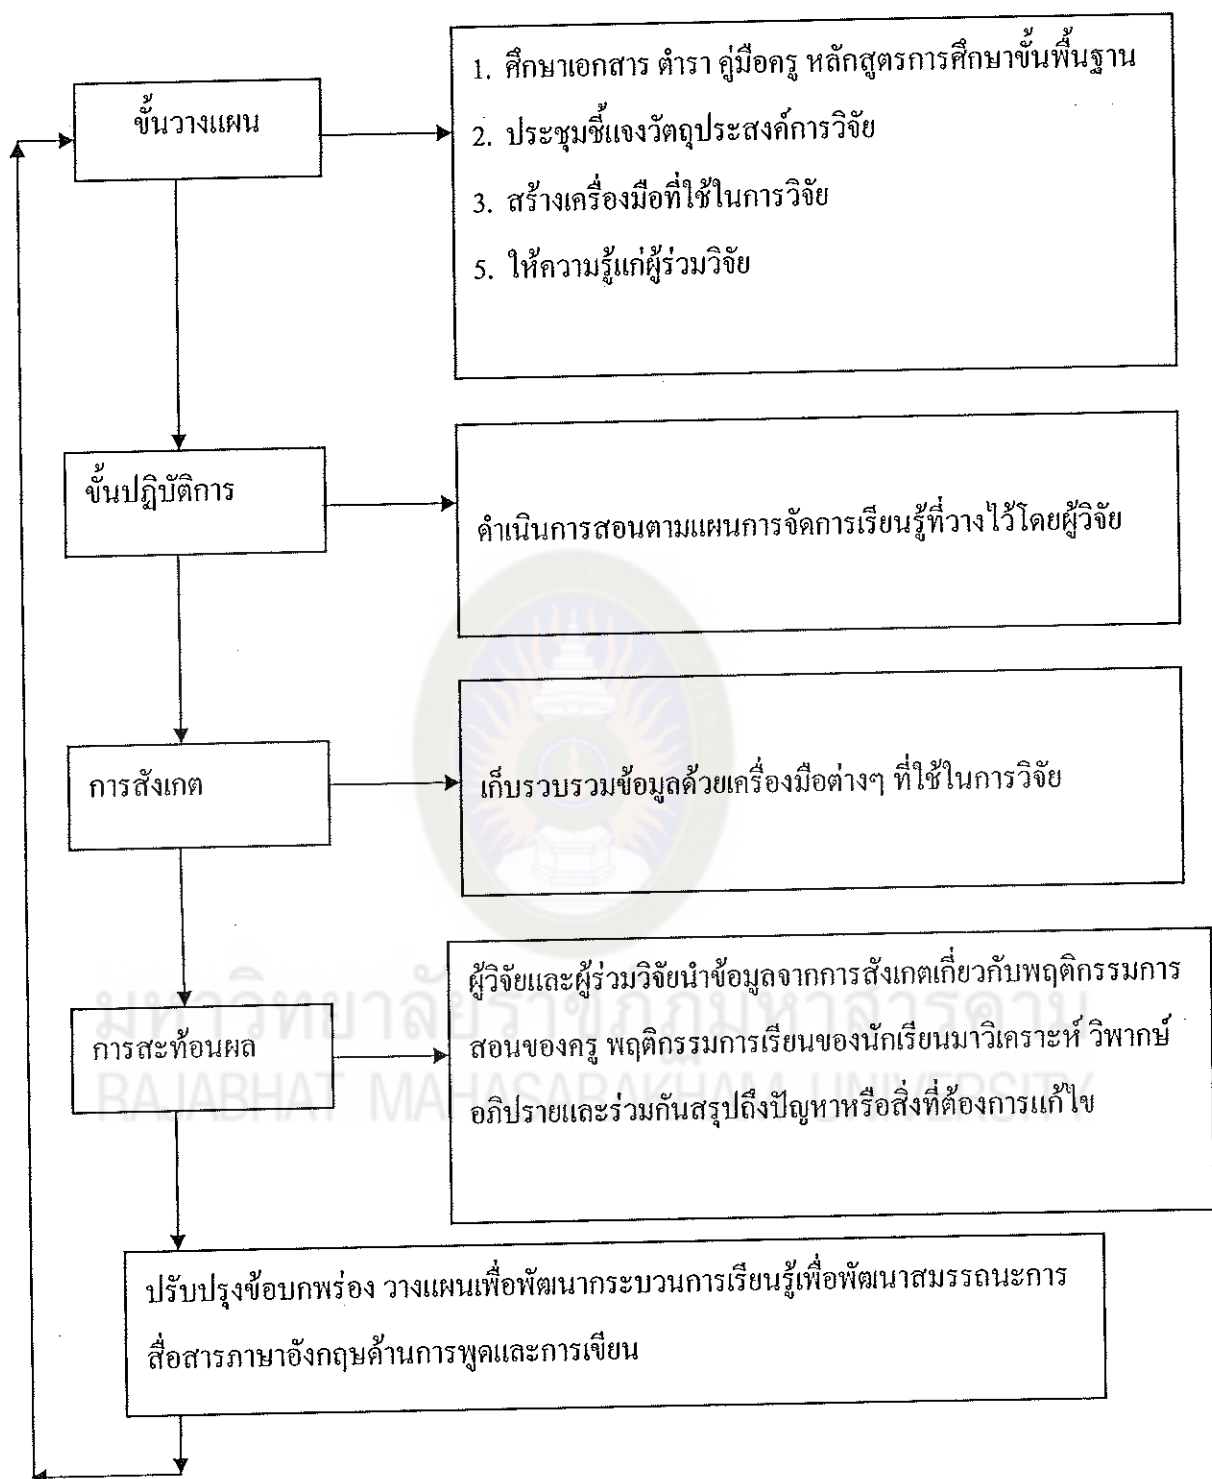 ขั้นวางแผน
1. ศึกษาเอกสาร ตำรา คู่มือครู หลักสูตรการศึกษาขั้นพื้นฐาน
2. ประชุมชี้แจงวัตถุประสงค์การวิจัย
3. สร้างเครื่องมือที่ใช้ในการวิจัย
5. ให้ความรู้แก่ผู้ร่วมวิจัย
ขั้นปฏิบัติการ
ดำเนินการสอนตามแผนการจัดการเรียนรู้ที่วางไว้โดยผู้วิจัย
การสังเกต
เก็บรวบรวมข้อมูลด้วยเครื่องมือต่างๆ ที่ใช้ในการวิจัย
การสะท้อนผล
ผู้วิจัยและผู้ร่วมวิจัยนำข้อมูลจากการสังเกตเกี่ยวกับพฤติกรรมการ
สอนของครู พฤติกรรมการเรียนของนักเรียนมาวิเคราะห์ วิพากษ์
อภิปรายและร่วมกันสรุปถึงปัญหาหรือสิ่งที่ต้องการแก้ไข
มหาวิทยาลัยราชภัฏมหาสารคาม
RAJABHAT MAHASARAKHAM UNIVERSITY
ปรับปรุงข้อบกพร่อง วางแผนเพื่อพัฒนากระบวนการเรียนรู้เพื่อพัฒนาสมรรถนะการ
สื่อสารภาษาอังกฤษด้านการพูดและการเขียน